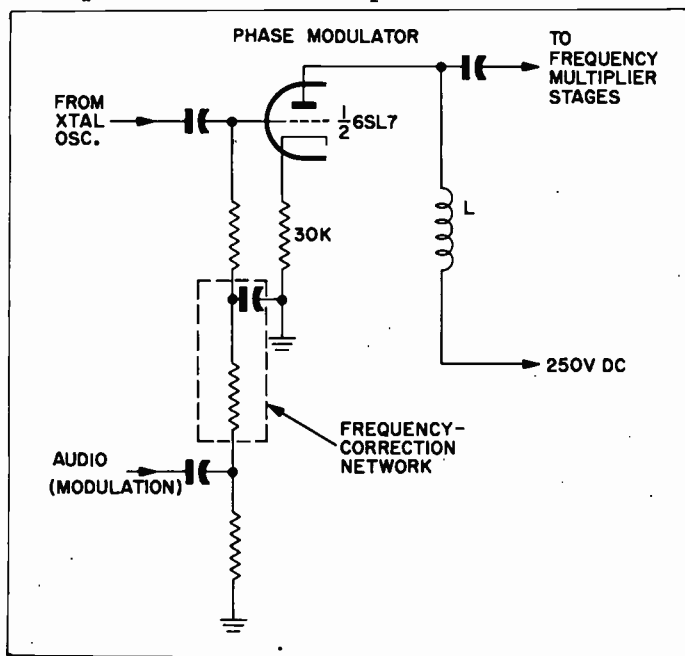 PHASE MODULATOR
TO
FREQUENCY
MULTIPLIER
STAGES
FROM
XTAL
OSC.
1/2 6SL7
30K
L
250V DC
FREQUENCY-
CORRECTION
NETWORK
AUDIO
(MODULATION)